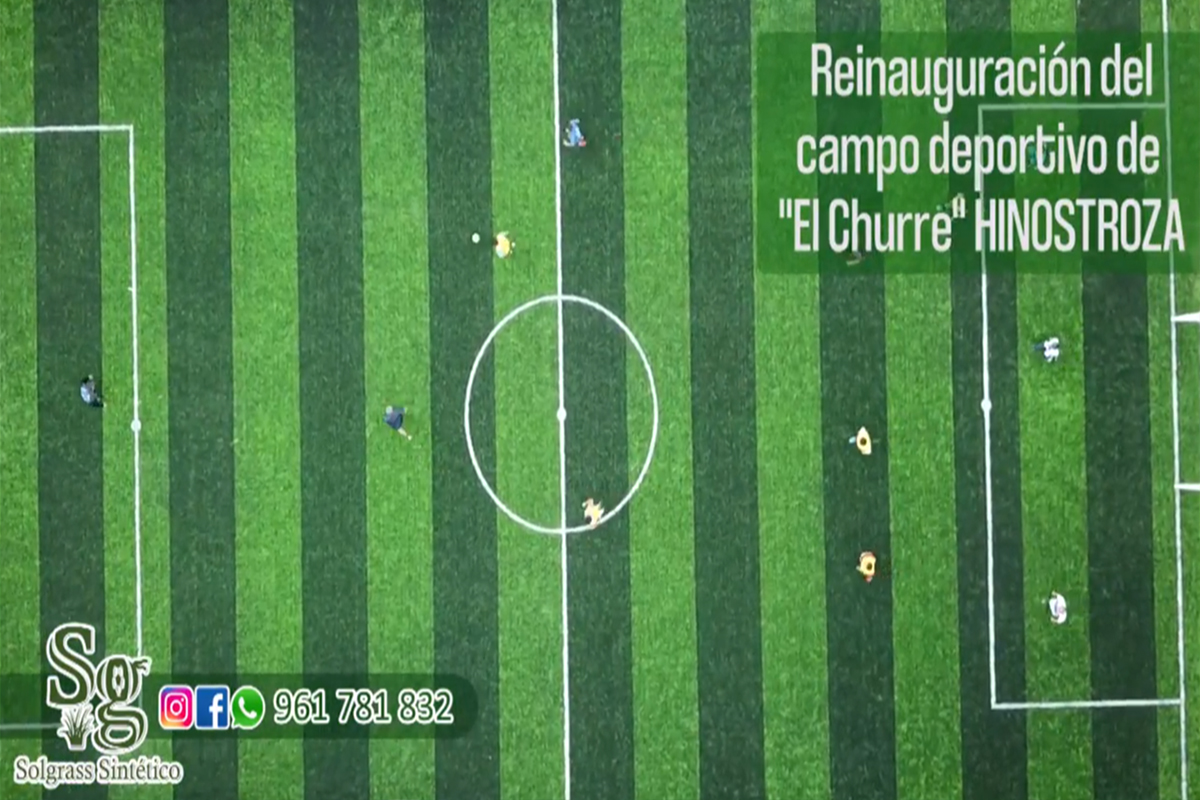 Reinauguración del
campo deportivo de
"El Churre" HINOSTROZA
Sg
g
961 781 832
Solgrass Sintético